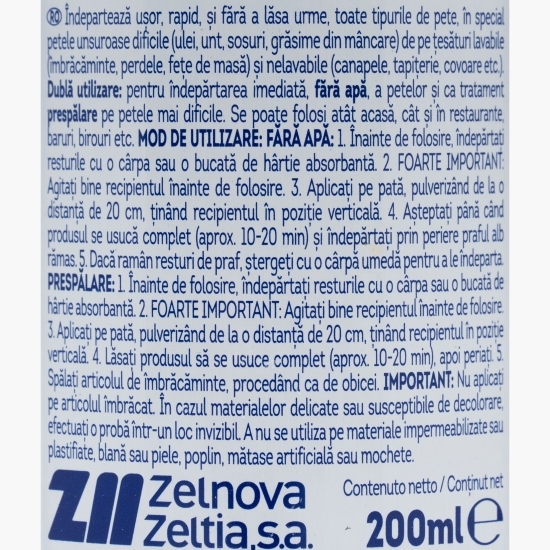 RO Îndepartează ușor, rapid, și fără a lăsa urme, toate tipurile de pete, în special
petele unsuroase dificile (ulei, unt, sosuri, grăsime din mâncare) de pe țesături lavabile
(îmbrăcăminte, perdele, fețe de masă) și nelavabile (canapele, tapiterie, covoare etc.).
Dublă utilizare: pentru îndepărtarea imediată, fără apă, a petelor și ca tratament
prespălare pe petele mai dificile. Se poate folosi atât acasă, cât și în restaurante,
baruri, birouri etc. MOD DE UTILIZARE: FĂRĂ APĂ: 1. Înainte de folosire, îndepărtați
resturile cu o cârpa sau o bucată de hârtie absorbantă. 2. FOARTE IMPORTANT:
Agitați bine recipientul înainte de folosire. 3. Aplicați pe pată, pulverizând de la o
distanță de 20 cm, ținând recipientul în poziție verticală. 4. Așteptați până când
produsul se usucă complet (aprox. 10-20 min) și îndepărtați prin periere praful alb
rămas. 5. Dacă ramân resturi de praf, ștergeți cu o cârpă umedă pentru a le îndeparta.
PRESPĂLARE: 1. Înainte de folosire, îndepărtați resturile cu o cârpa sau o bucată de
hârtie absorbantă. 2. FOARTE IMPORTANT: Agitați bine recipientul înainte de folosire.
3. Aplicați pe pată, pulverizând de la o distanță de 20 cm, ținând recipientul în poziție
verticală. 4. Lăsați produsul să se usuce complet (aprox. 10-20 min), apoi periati. 5.
Spălați articolul de îmbrăcăminte, procedând ca de obicei. IMPORTANT: Nu aplicați
pe articolul îmbrăcat. În cazul materialelor delicate sau susceptibile de decolorare,
efectuați o probă într-un loc invizibil. A nu se utiliza pe materiale impermeabilizate sau
plastifiate, blană sau piele, poplin, mătase artificială sau mochete.
Zelnova Contenuto netto / Conținut net
Zeltia, s.a. 200ml e